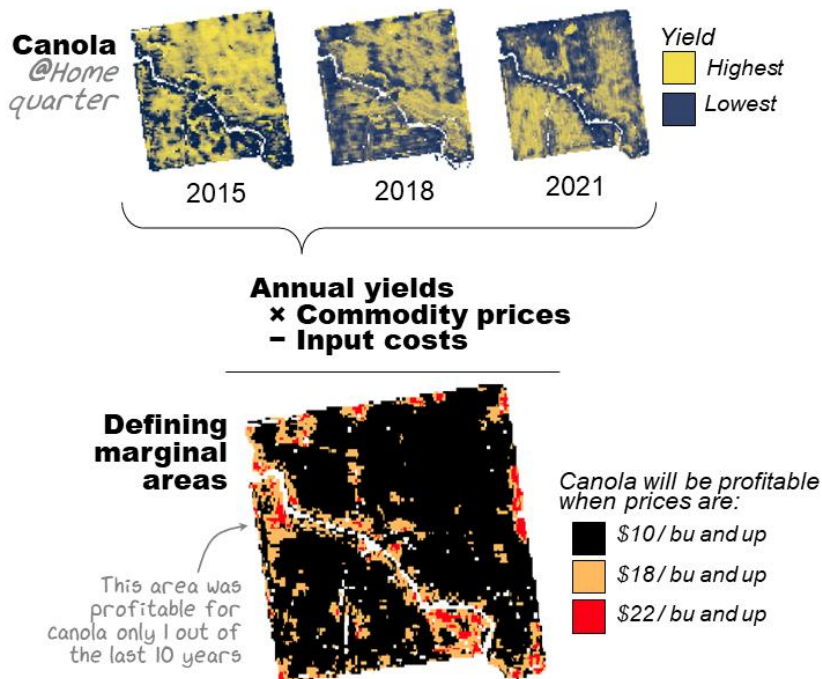 Canola
@Home
quarter
Yield
Highest
Lowest
2015
2018
2021
Annual yields
× Commodity prices
− Input costs
Defining
marginal
areas
This area was
profitable for
canola only 1 out of
the last 10 years
Canola will be profitable
when prices are:
$10/ bu and up
$18/ bu and up
$22/ bu and up